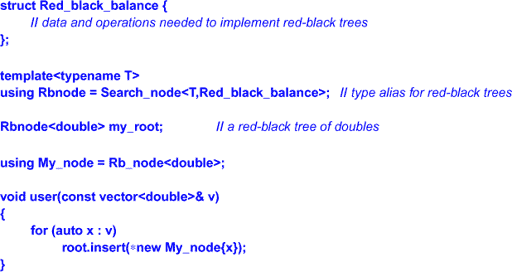 struct Red_black_balance {
// data and operations needed to implement red-black trees
};
template<typename T>
using Rbnode = Search_node<T,Red_black_balance>; // type alias for red-black trees
Rbnode<double> my_root; // a red-black tree of doubles
using My_node = Rb_node<double>;
void user(const vector<double>& v)
{
for (auto x : v)
root.insert(*new My_node{x});
}